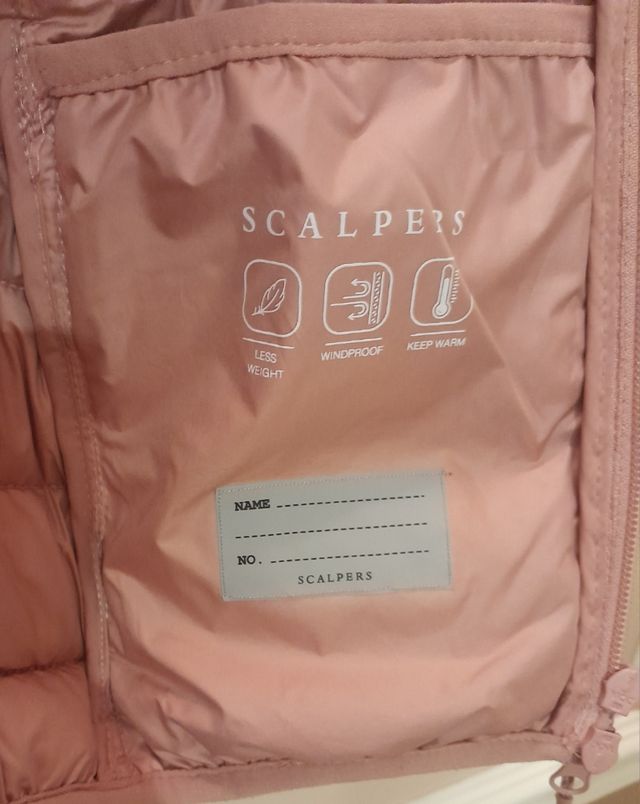 SCALPERS
LESS WEIGHT
WINDPROOF
KEEP WARM
NAME
NO.
SCALPERS